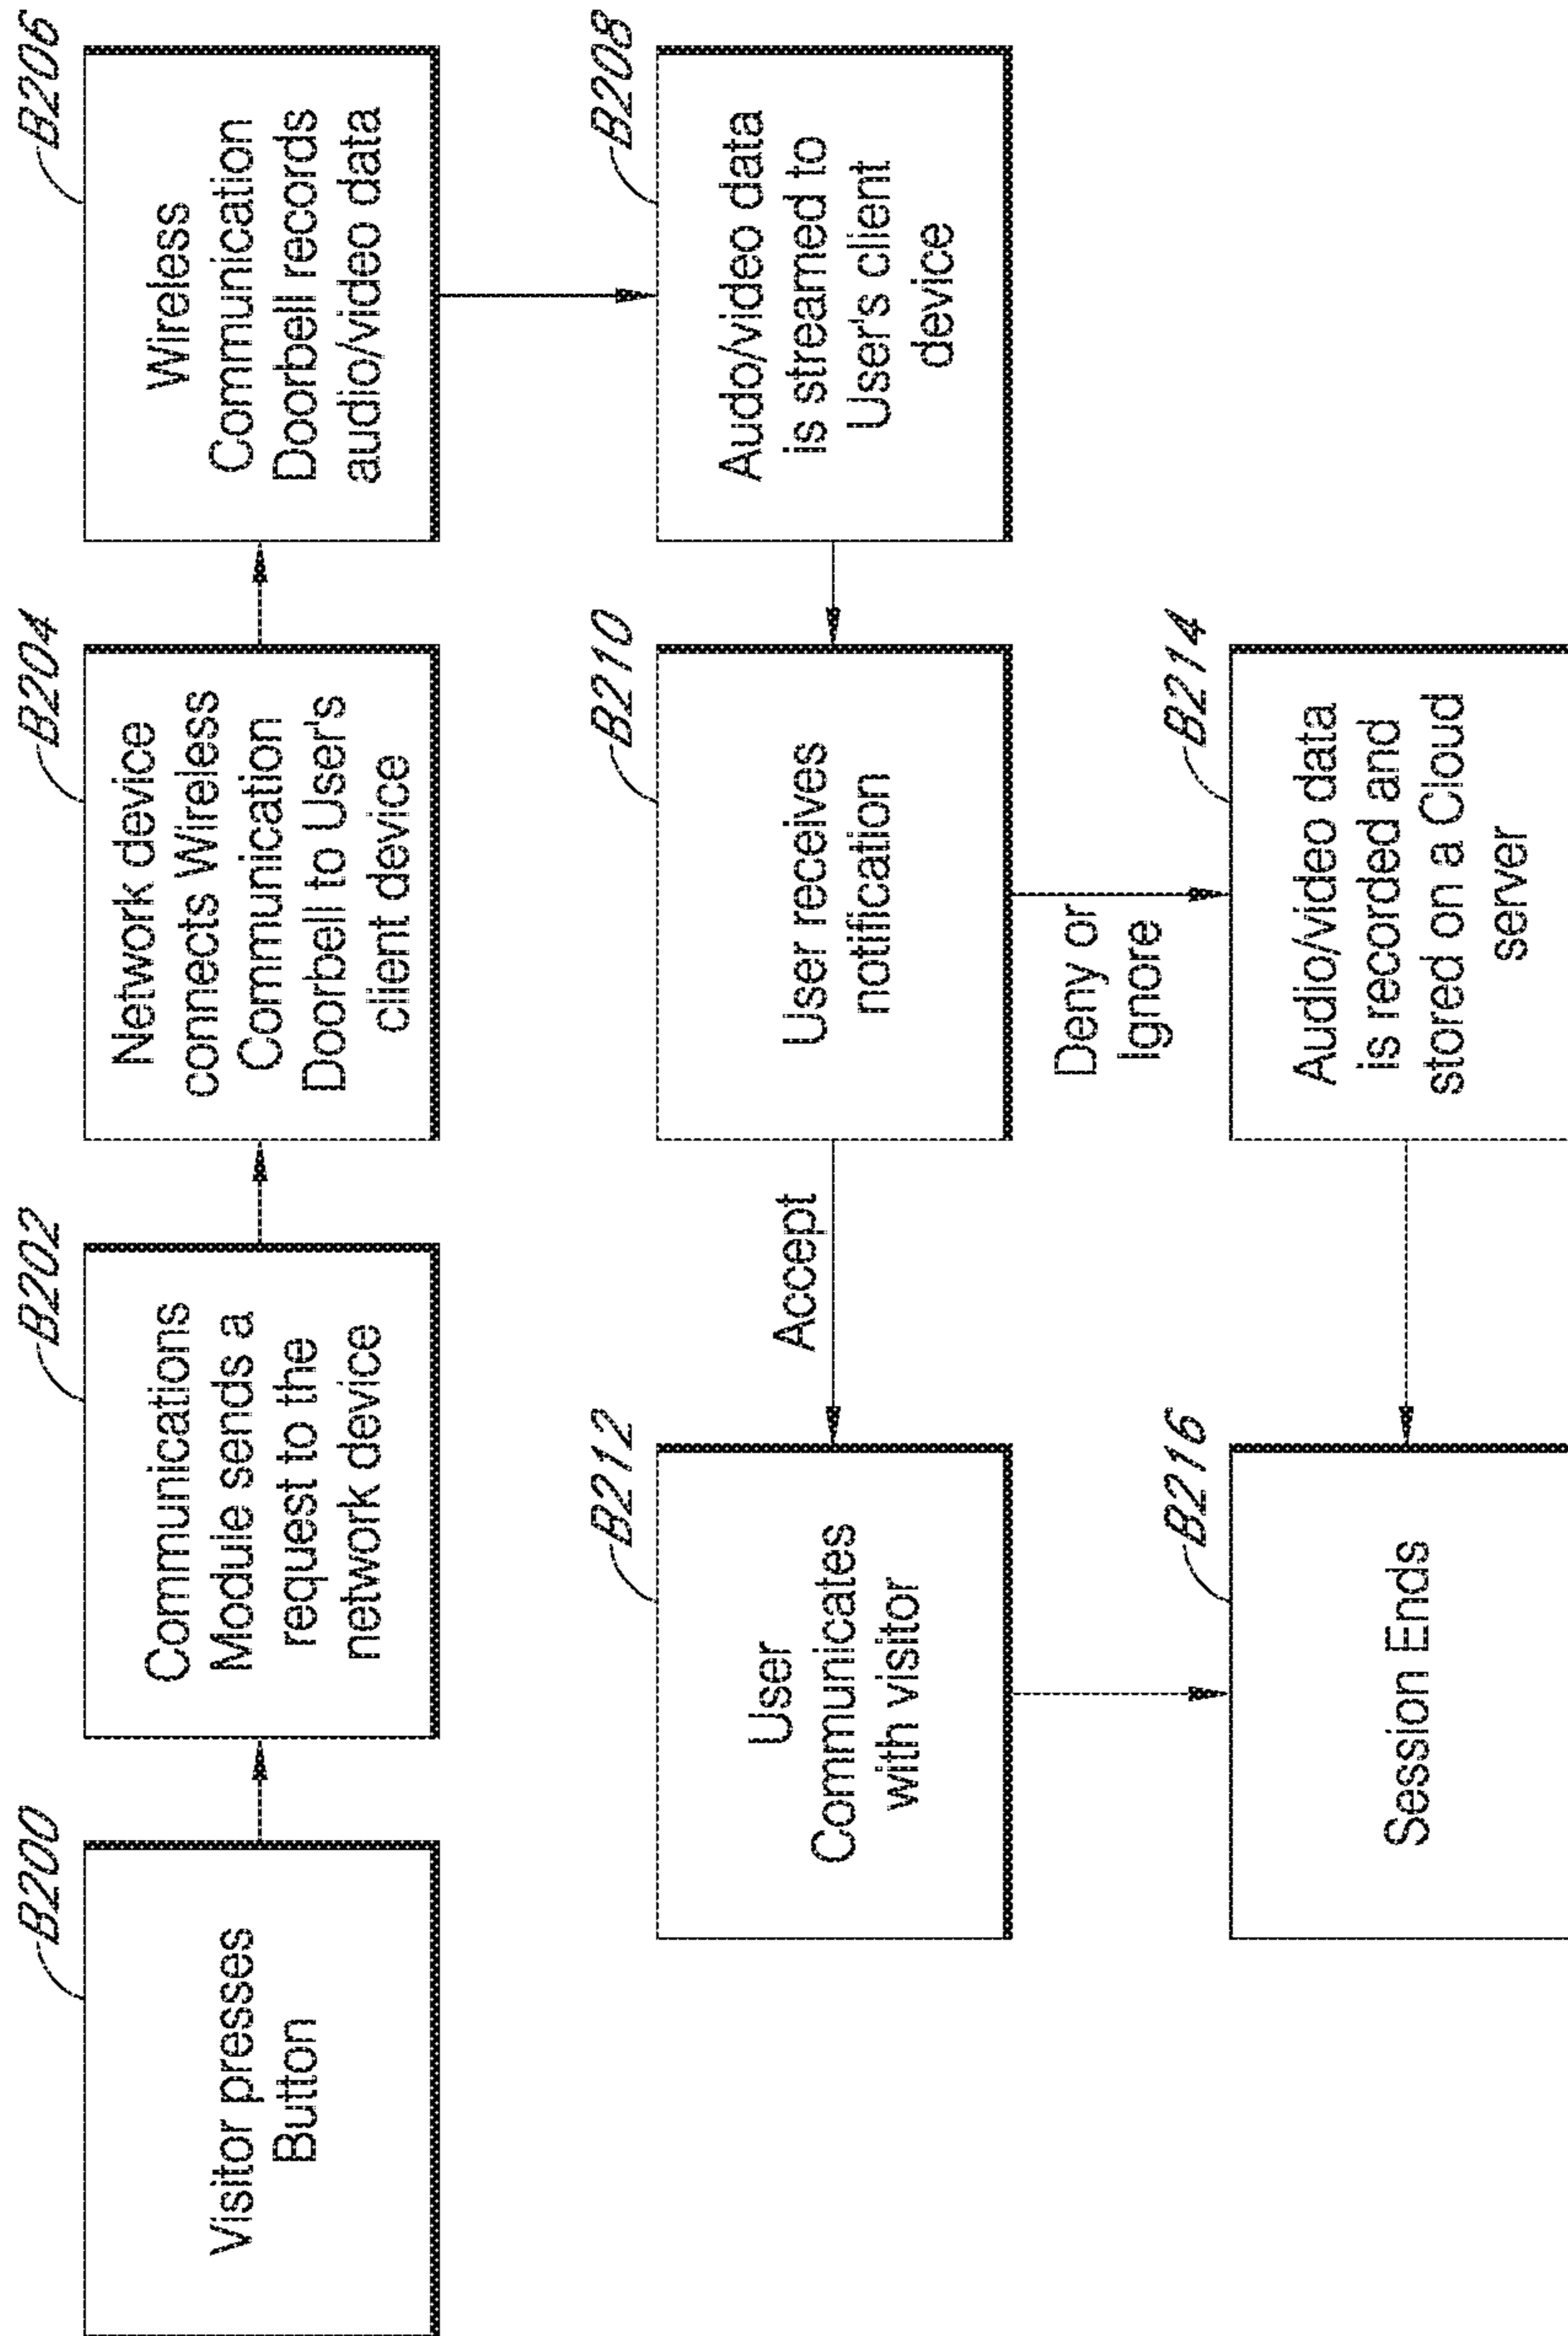 B200
Visitor presses
Button
B202
Communications
Module sends a
request to the
network device
B204
Network device
connects Wireless
Communication
Doorbell to User's
client device
B206
Wireless
Communication
Doorbell records
audio/video data
B208
Audo/video data
is streamed to
User's client
device
B210
User receives
notification
Accept
Deny or
Ignore
B212
User
Communicates
with visitor
B214
Audio/video data
is recorded and
stored on a Cloud
server
B216
Session Ends